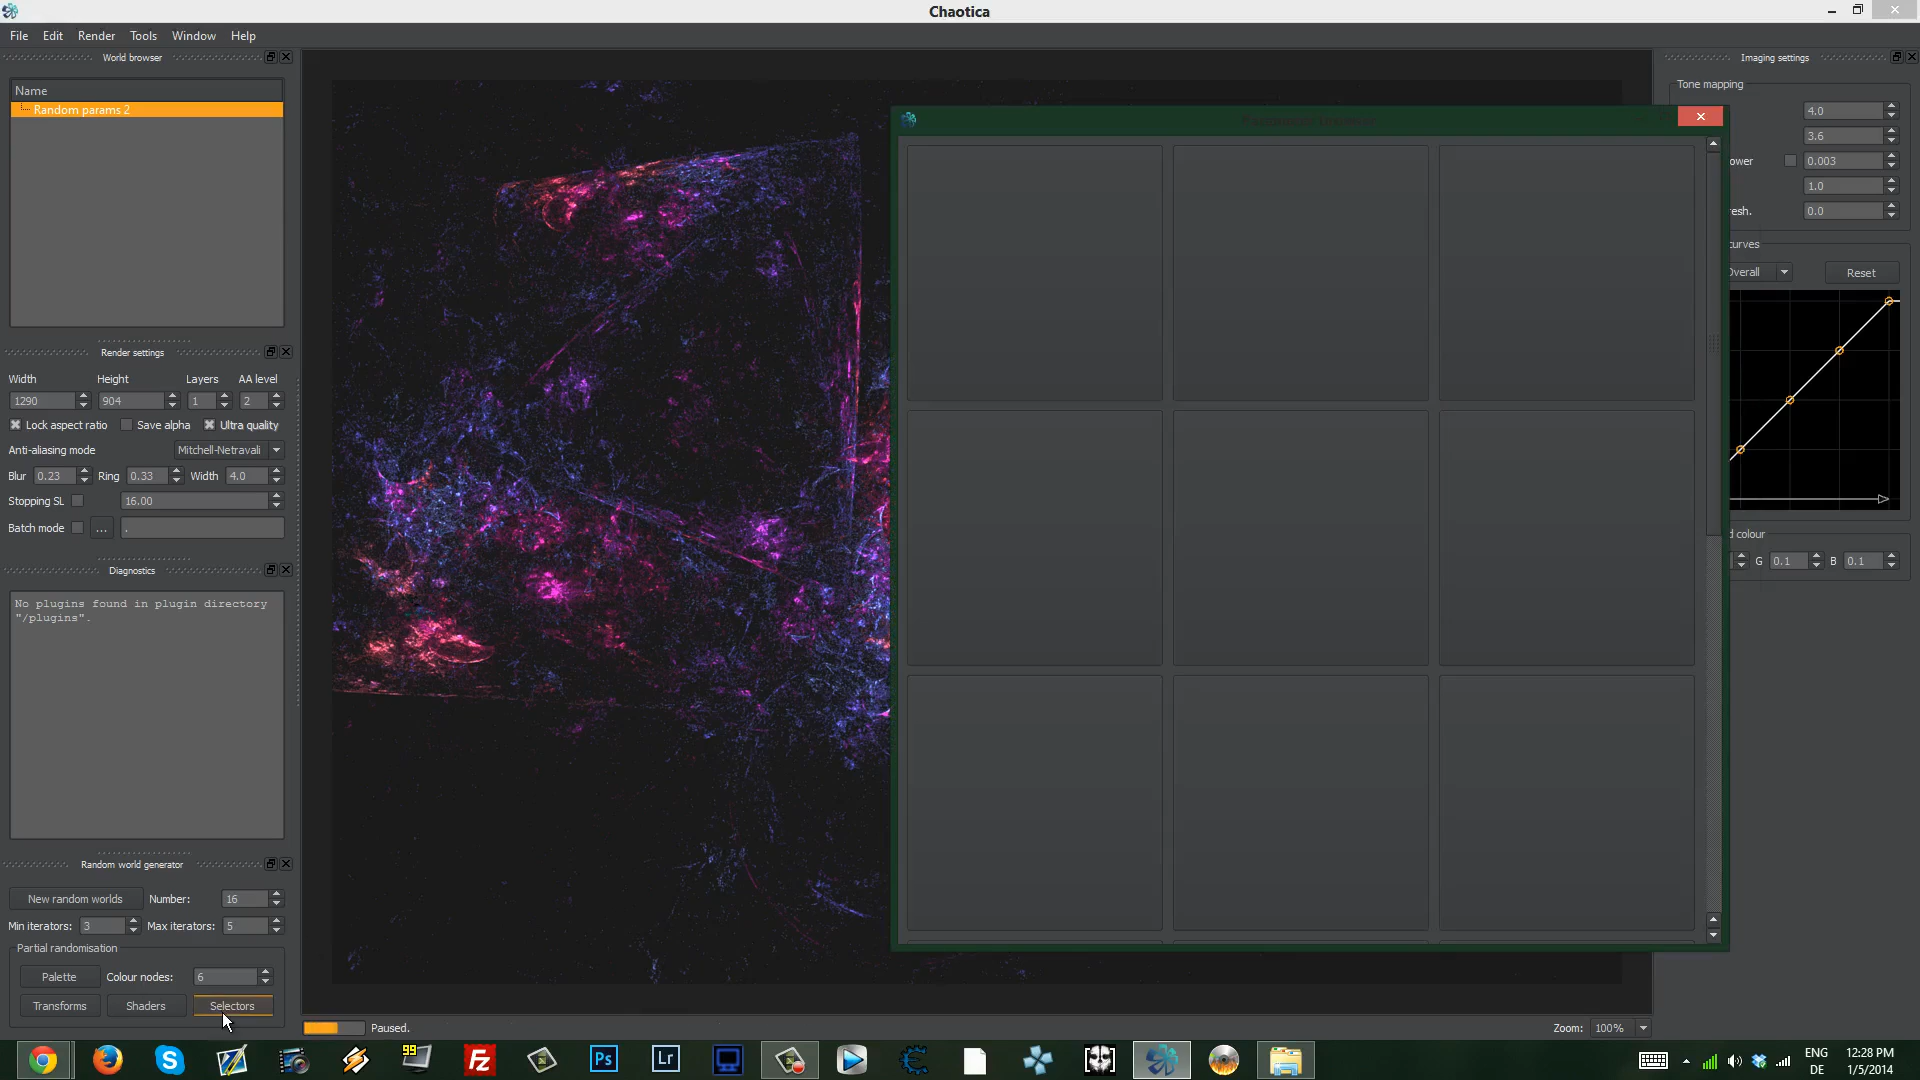 Chaotica
File Edit Render Tools Window Help
World browser
Name
Random params 2
Render settings
Width Height Layers AA level
1290 904 1 2
Lock aspect ratio Save alpha Ultra quality
Anti-aliasing mode Mitchell-Netravali
Blur 0.23 Ring 0.33 Width 4.0
Stopping SL 16.00
Batch mode ... .
Diagnostics
No plugins found in plugin directory
"/plugins".
Random world generator
New random worlds Number: 16
Min iterators: 3 Max iterators: 5
Partial randomisation
Palette Colour nodes: 6
Transforms Shaders Selectors
Paused.
Zoom: 100%
Imaging settings
Tone mapping
4.0
3.6
ower 0.003
1.0
resh. 0.0
curves
Overall Reset
d colour
G 0.1 B 0.1
99
Fz
Ps
Lr
ENG
DE
12:28 PM
1/5/2014